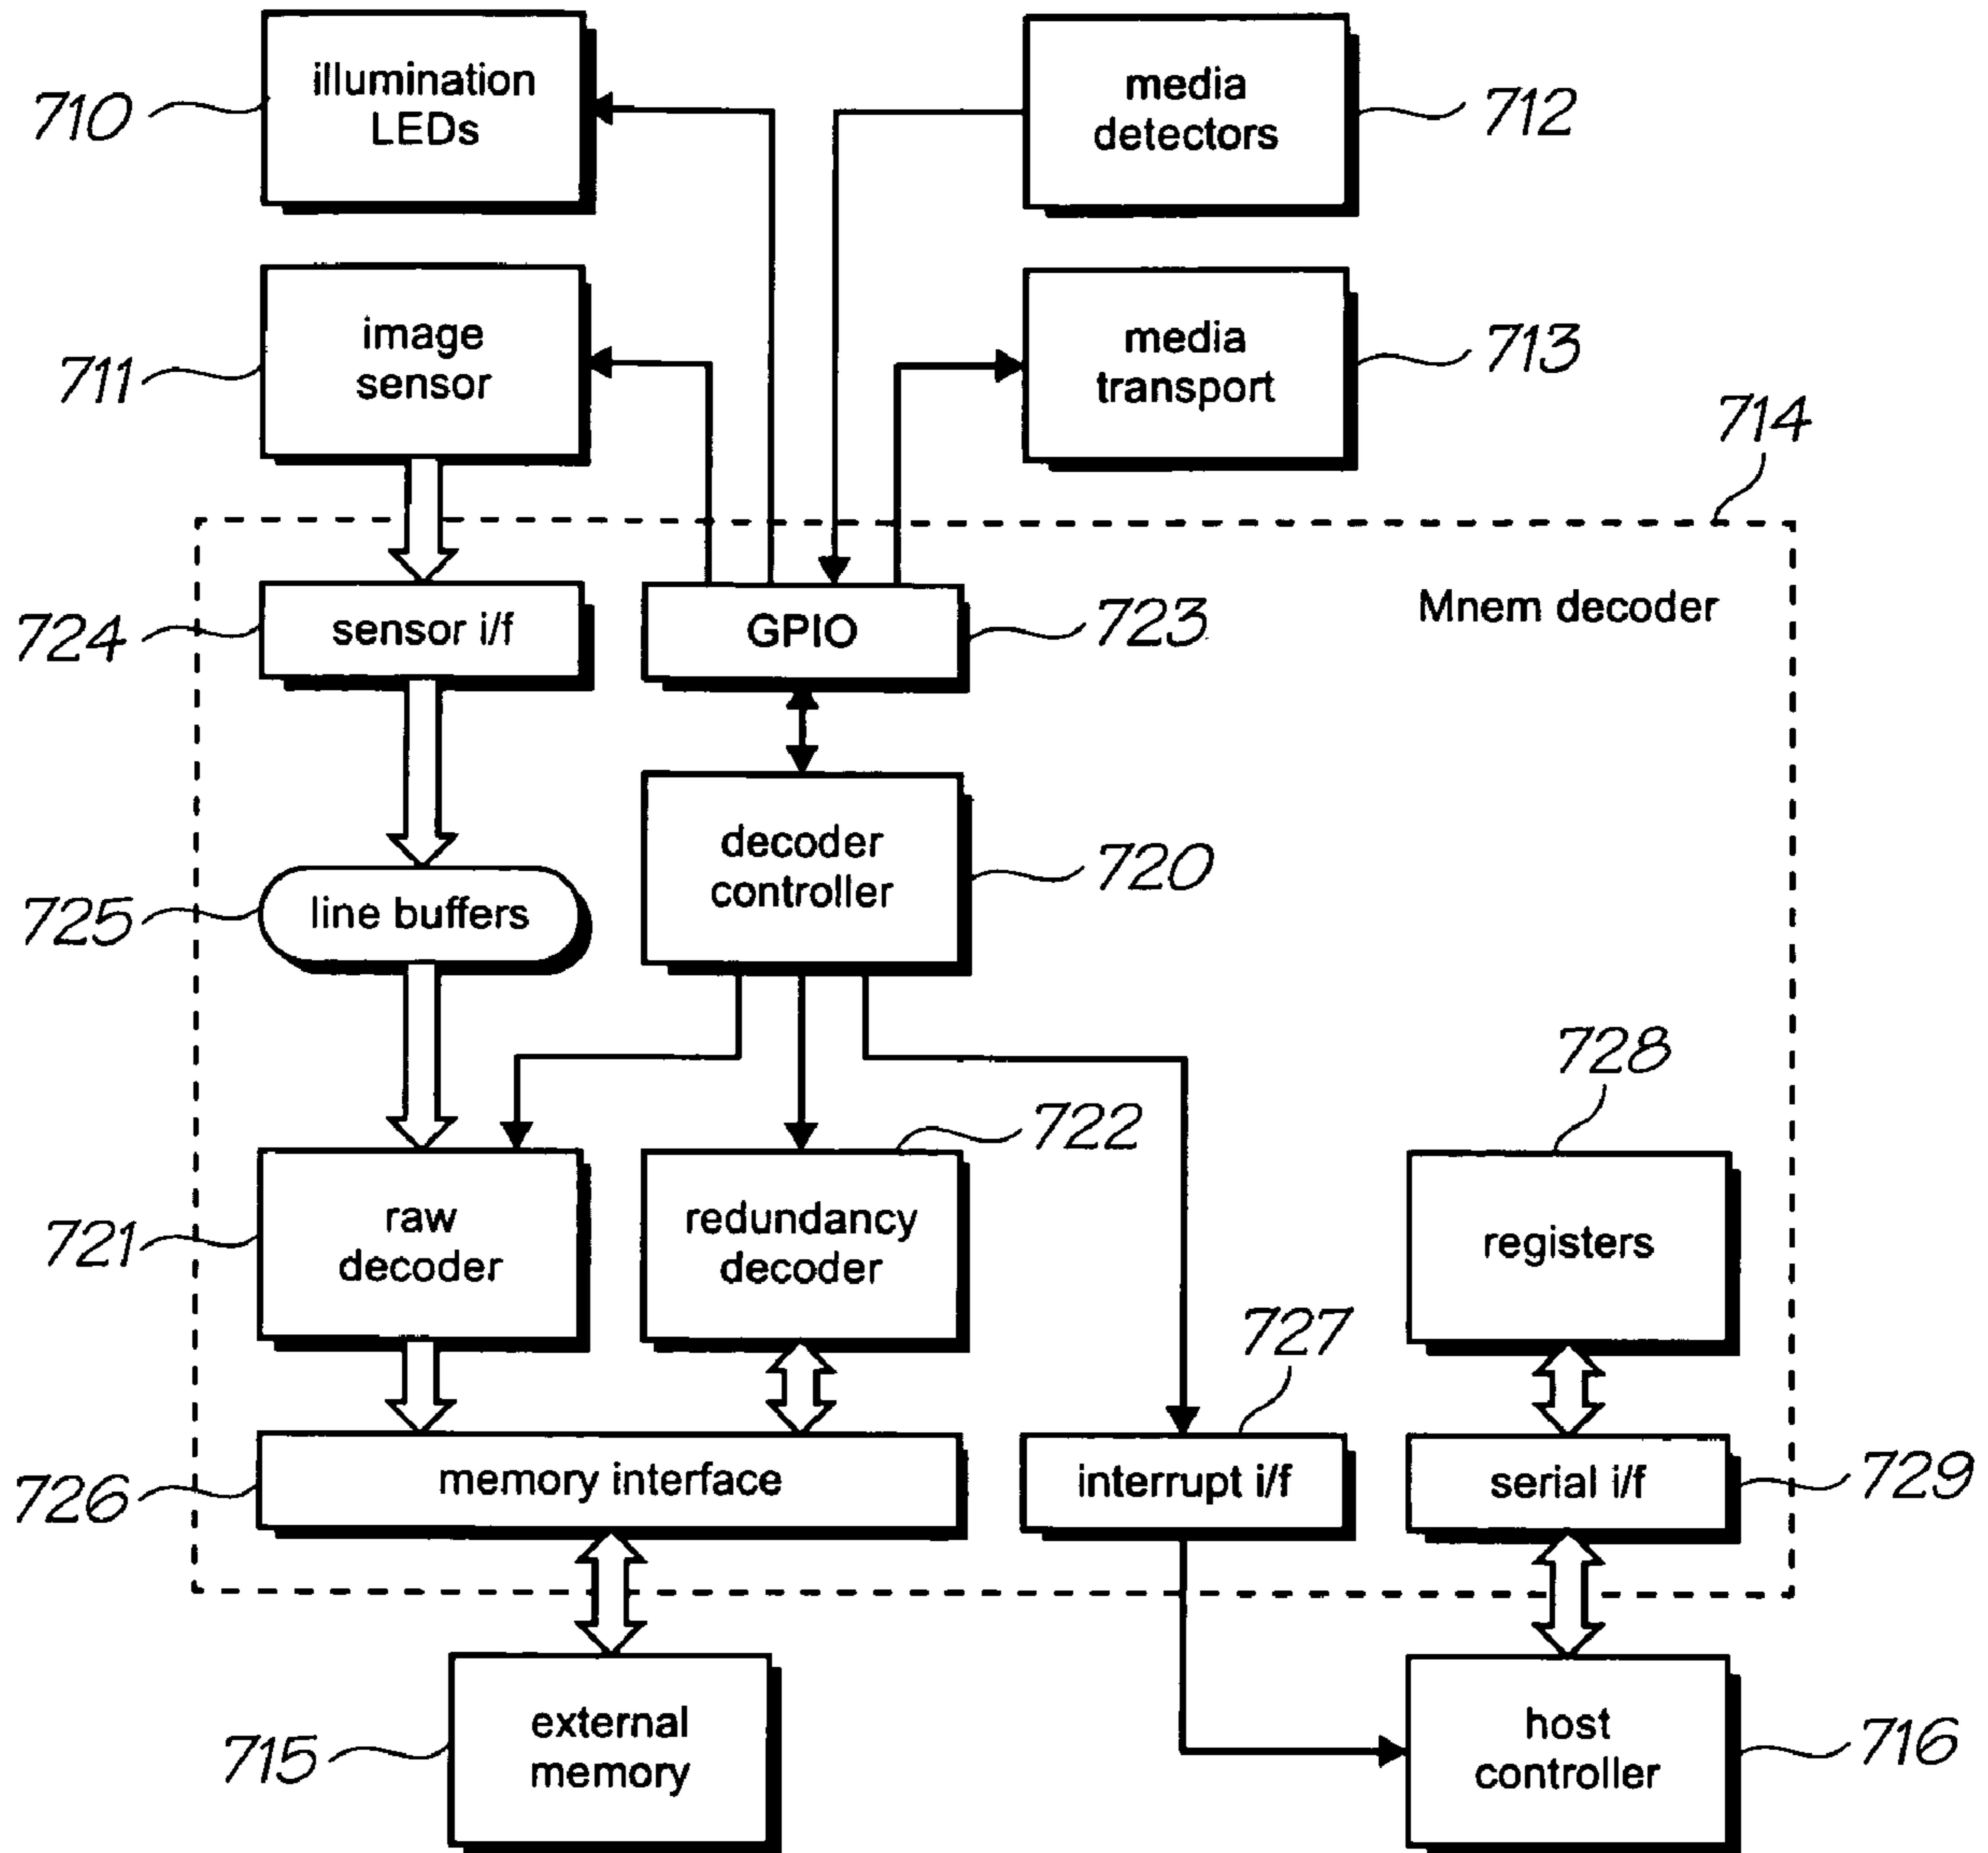 illumination
LEDs
710
media
detectors
712
image
sensor
711
media
transport
713
714
Mnem decoder
sensor i/f
724
GPIO
723
decoder
controller
720
line buffers
725
728
722
raw
decoder
721
redundancy
decoder
registers
727
memory interface
726
interrupt i/f
serial i/f
729
external
memory
715
host
controller
716